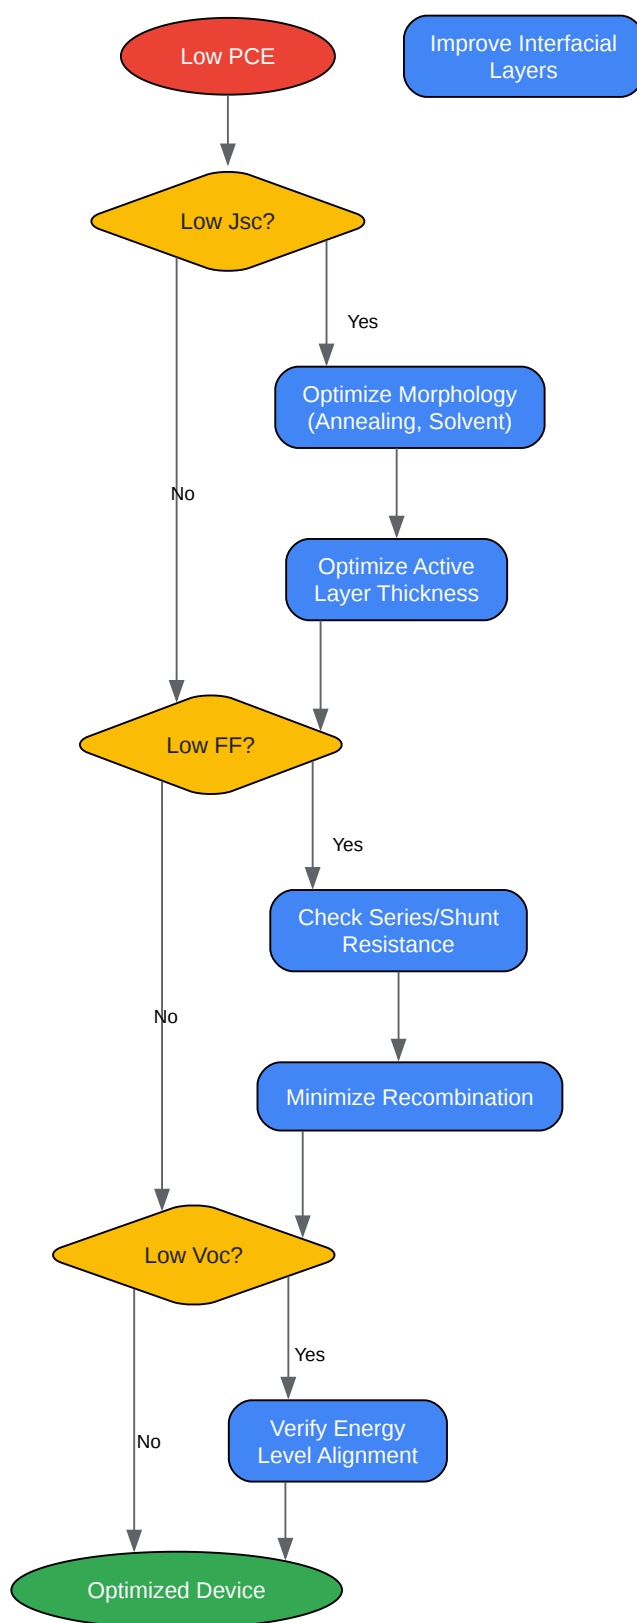 Low PCE
Improve Interfacial
Layers
Low Jsc?
Yes
Optimize Morphology
(Annealing, Solvent)
No
Optimize Active
Layer Thickness
Low FF?
Yes
Check Series/Shunt
Resistance
No
Minimize Recombination
Low Voc?
Yes
Verify Energy
Level Alignment
No
Optimized Device